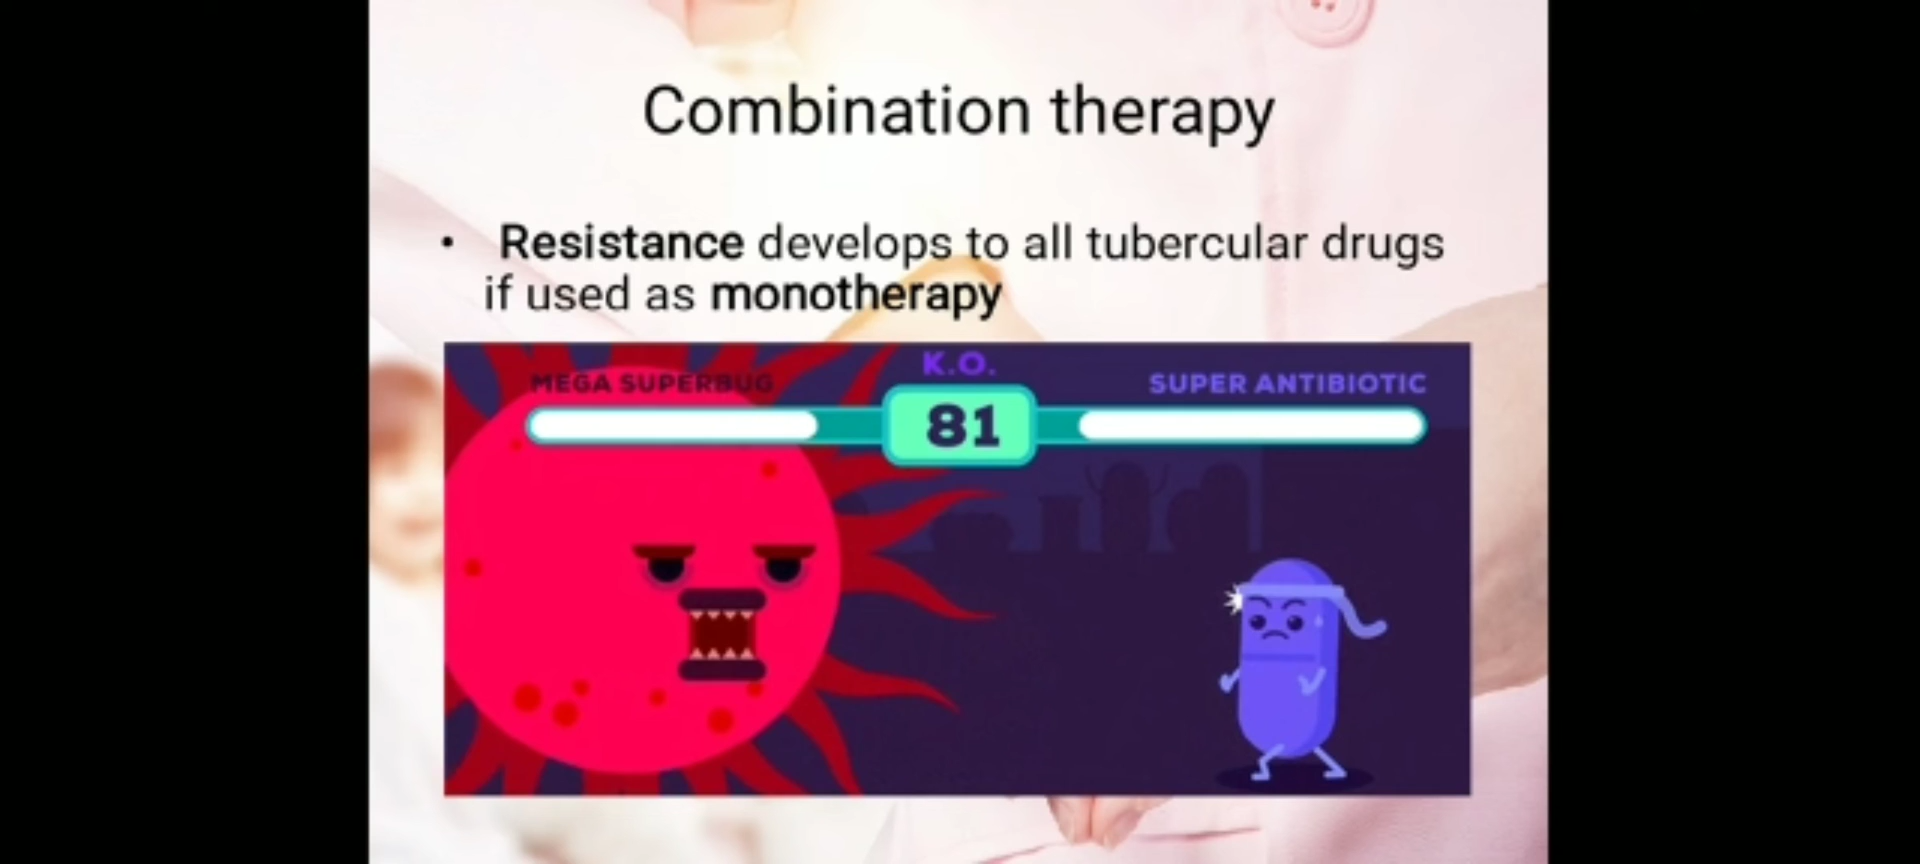 Combination therapy
• Resistance develops to all tubercular drugs
if used as monotherapy
K.O.
MEGA SUPERBUG
81
SUPER ANTIBIOTIC